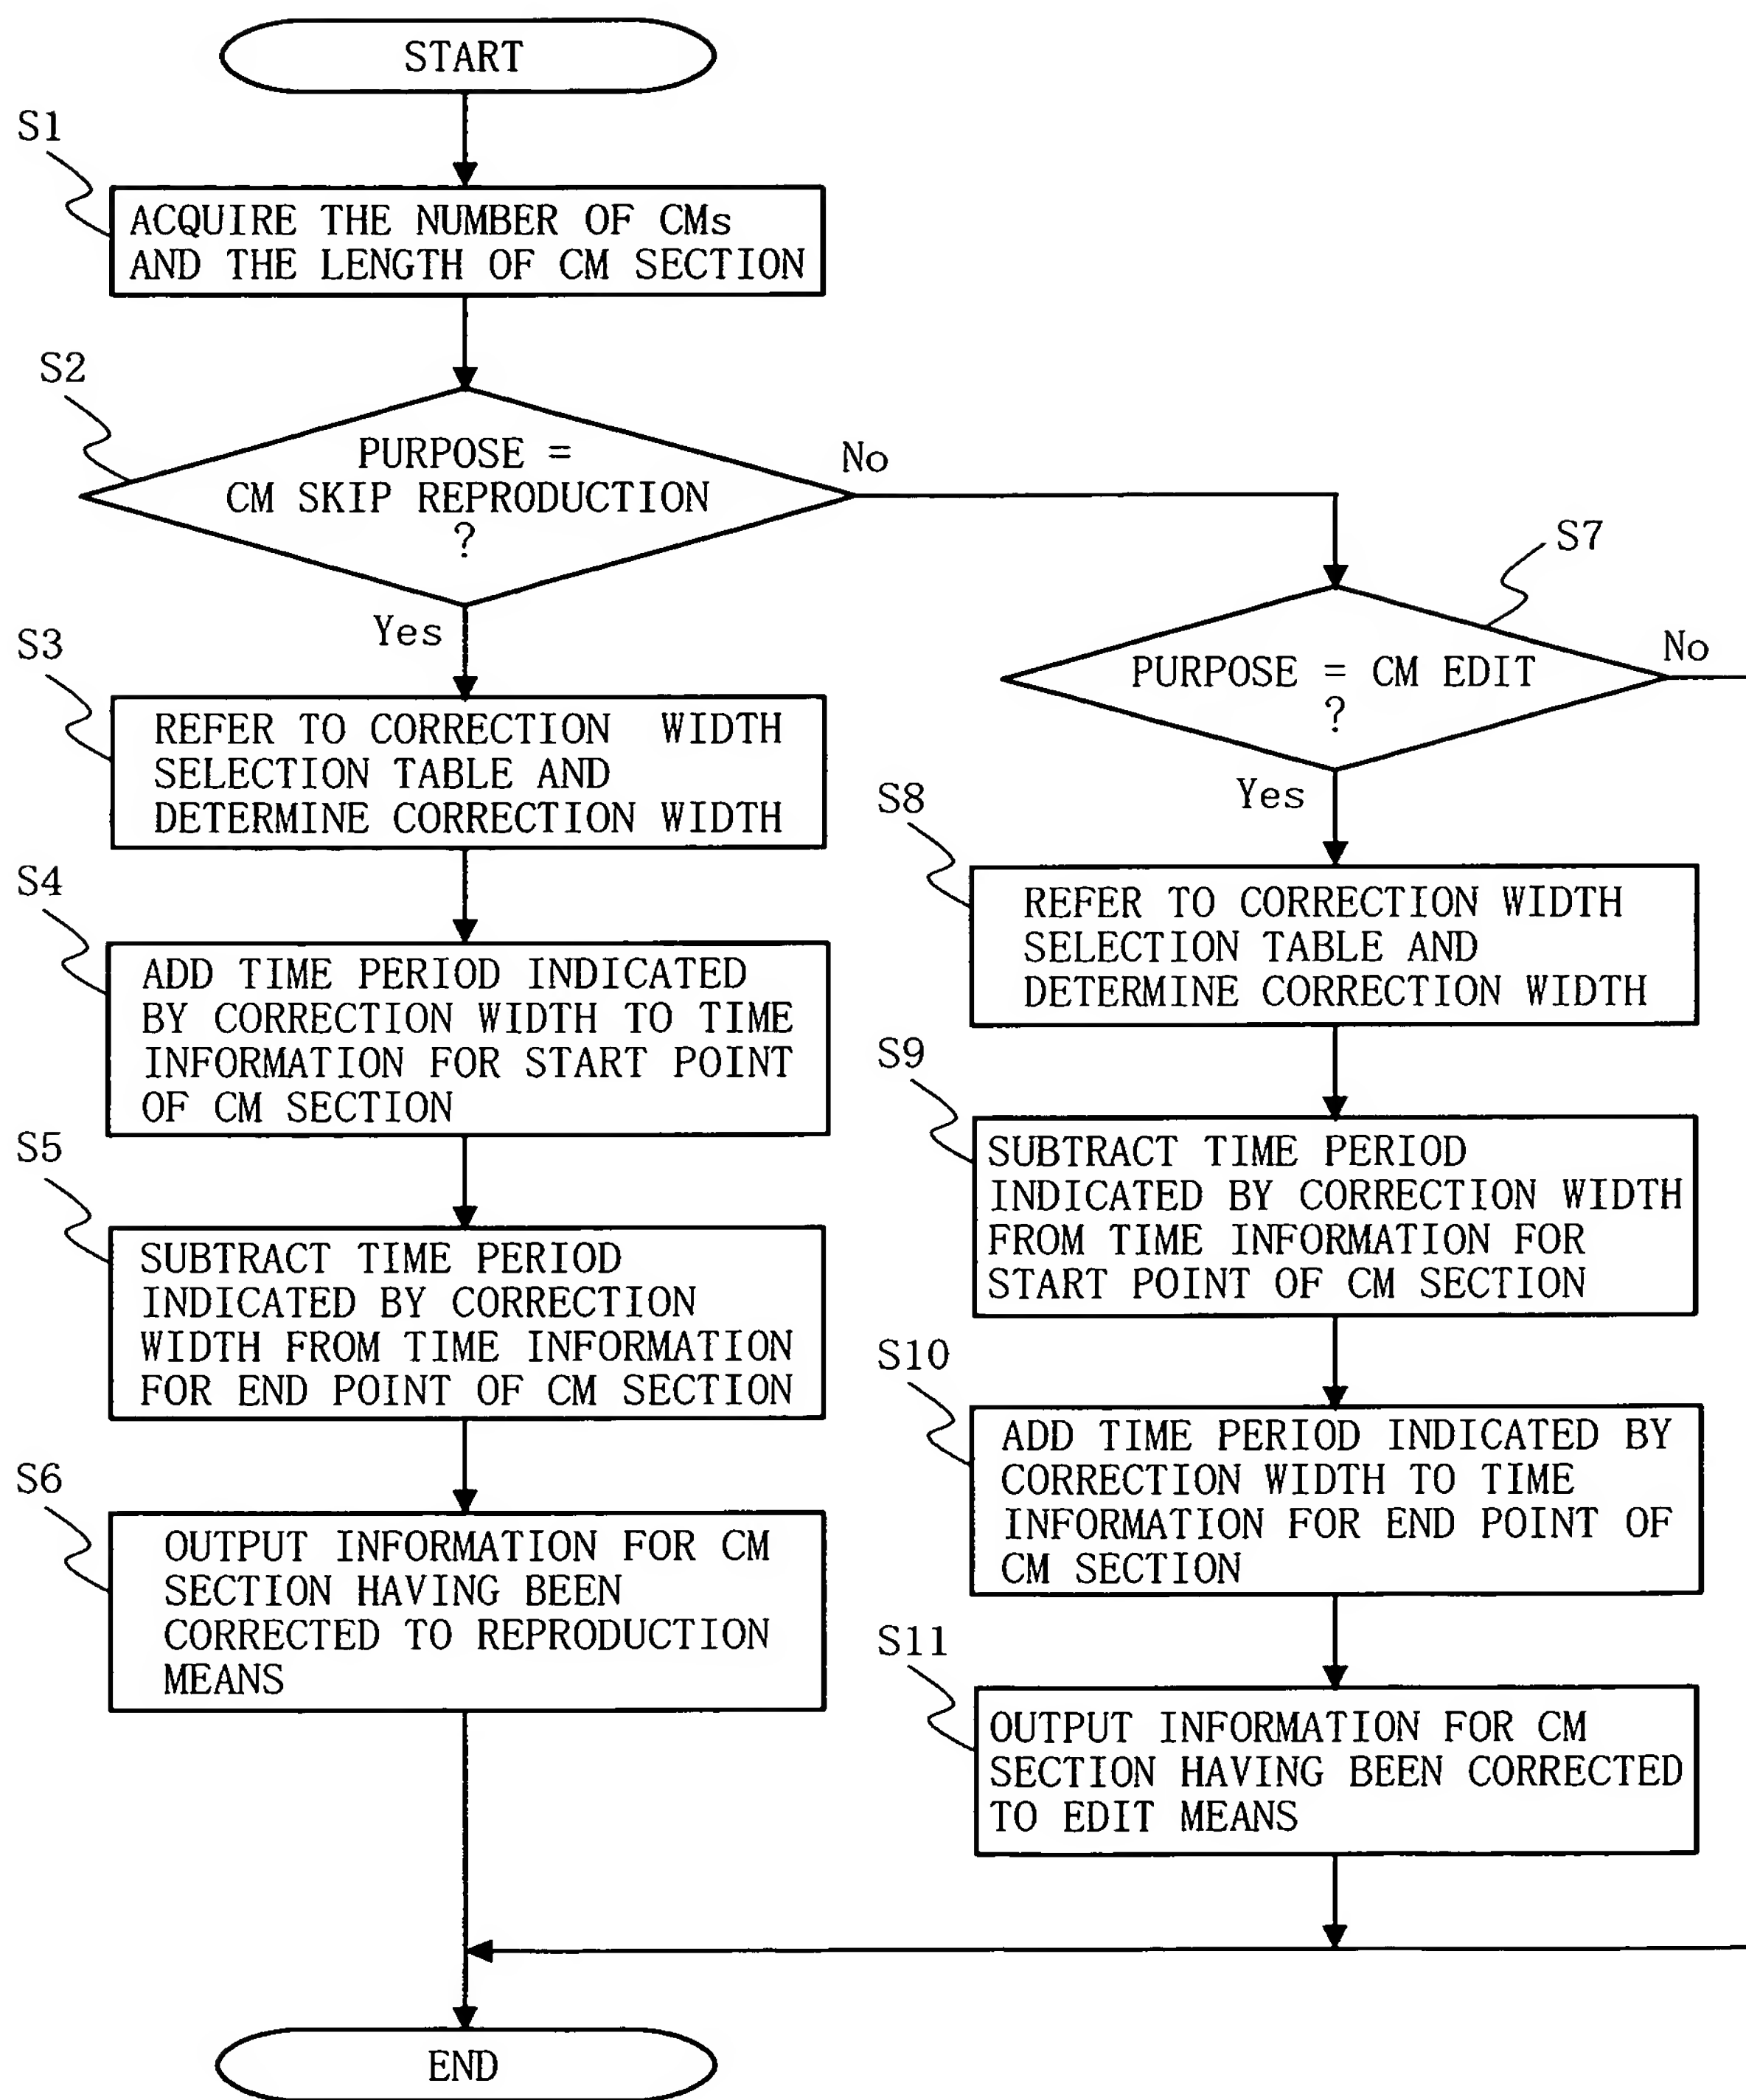 START
S1
ACQUIRE THE NUMBER OF CMs
AND THE LENGTH OF CM SECTION
S2
PURPOSE =
CM SKIP REPRODUCTION
?
No
Yes
S3
REFER TO CORRECTION WIDTH
SELECTION TABLE AND
DETERMINE CORRECTION WIDTH
S4
ADD TIME PERIOD INDICATED
BY CORRECTION WIDTH TO TIME
INFORMATION FOR START POINT
OF CM SECTION
S5
SUBTRACT TIME PERIOD
INDICATED BY CORRECTION
WIDTH FROM TIME INFORMATION
FOR END POINT OF CM SECTION
S6
OUTPUT INFORMATION FOR CM
SECTION HAVING BEEN
CORRECTED TO REPRODUCTION
MEANS
S7
PURPOSE = CM EDIT
?
No
Yes
S8
REFER TO CORRECTION WIDTH
SELECTION TABLE AND
DETERMINE CORRECTION WIDTH
S9
SUBTRACT TIME PERIOD
INDICATED BY CORRECTION WIDTH
FROM TIME INFORMATION FOR
START POINT OF CM SECTION
S10
ADD TIME PERIOD INDICATED BY
CORRECTION WIDTH TO TIME
INFORMATION FOR END POINT OF
CM SECTION
S11
OUTPUT INFORMATION FOR CM
SECTION HAVING BEEN CORRECTED
TO EDIT MEANS
END